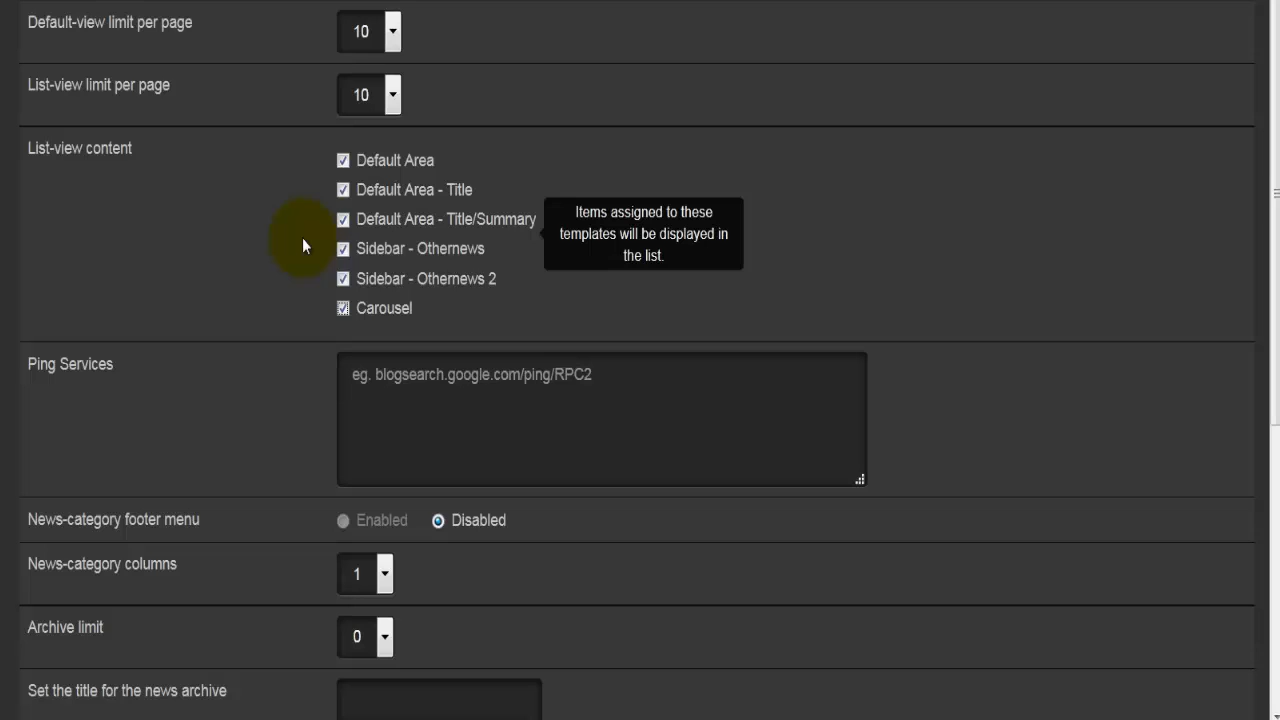 Default-view limit per page
10
List-view limit per page
10
List-view content
Default Area
Default Area - Title
Default Area - Title/Summary
Sidebar - Othernews
Sidebar - Othernews 2
Carousel
Items assigned to these
templates will be displayed in
the list.
Ping Services
eg. blogsearch.google.com/ping/RPC2
News-category footer menu
Enabled
Disabled
News-category columns
1
Archive limit
0
Set the title for the news archive